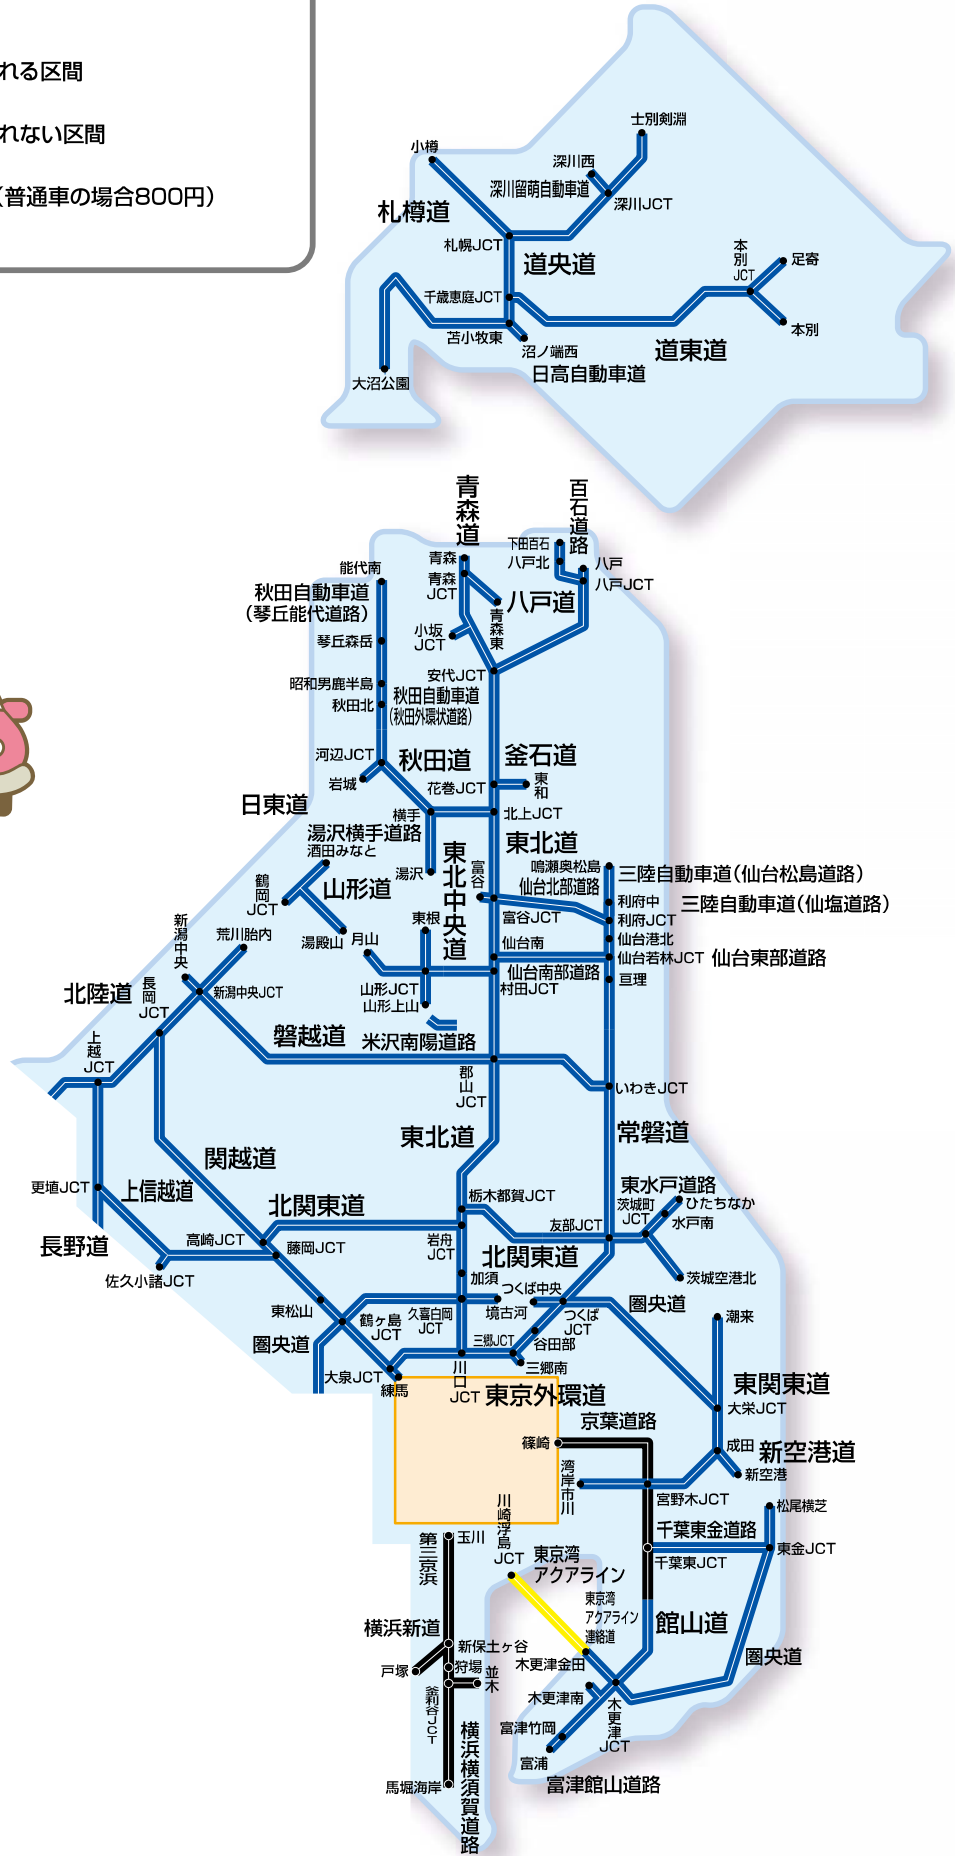 れる区間
れない区間
（普通車の場合800円）
士別剣淵
小樽
深川西
深川留萌自動車道
深川JCT
札樽道
札幌JCT
道央道
本別JCT
足寄
千歳恵庭JCT
本別
苫小牧東
沼ノ端西
道東道
日高自動車道
大沼公園
青森道
百石道路
下田百石
青森
八戸北
八戸
能代南
青森
JCT
八戸JCT
秋田自動車道
（琴丘能代道路）
八戸道
青森東
小坂
JCT
琴丘森岳
安代JCT
昭和男鹿半島
秋田自動車道
（秋田外環状道路）
秋田北
河辺JCT
秋田道
釜石道
岩城
花巻JCT
東和
日東道
横手
北上JCT
湯沢横手道路
東北道
酒田みなと
東北中央道
富谷
鳴瀬奥松島
三陸自動車道（仙台松島道路）
湯沢
仙台北部道路
鶴岡JCT
山形道
利府中
三陸自動車道（仙塩道路）
新潟中央
東根
富谷JCT
利府JCT
荒川胎内
湯殿山
月山
仙台南
仙台港北
仙台若林JCT
仙台東部道路
仙台南部道路
北陸道
長岡JCT
新潟中央JCT
山形JCT
村田JCT
亘理
山形上山
磐越道
米沢南陽道路
上越JCT
郡山JCT
いわきJCT
東北道
常磐道
関越道
更埴JCT
上信越道
北関東道
栃木都賀JCT
東水戸道路
茨城町
JCT
ひたちなか
水戸南
友部JCT
長野道
高崎JCT
藤岡JCT
岩舟
JCT
北関東道
佐久小諸JCT
加須
つくば中央
茨城空港北
東松山
境古河
圏央道
圏央道
鶴ヶ島
JCT
久喜白岡
JCT
つくば
JCT
潮来
三郷JCT
谷田部
大泉JCT
三郷南
練馬
川口JCT
東京外環道
東関東道
大栄JCT
京葉道路
篠崎
成田
新空港道
湾岸市川
新空港
宮野木JCT
川崎浮島JCT
松尾横芝
千葉東金道路
第三京浜
玉川
千葉東JCT
東金JCT
東京湾
アクアライン
東京湾
アクアライン
連絡道
横浜新道
館山道
新保土ヶ谷
木更津金田
圏央道
戸塚
狩場
並木
釜利谷JCT
木更津南
木更津JCT
富津竹岡
横浜横須賀道路
富浦
馬堀海岸
富津館山道路